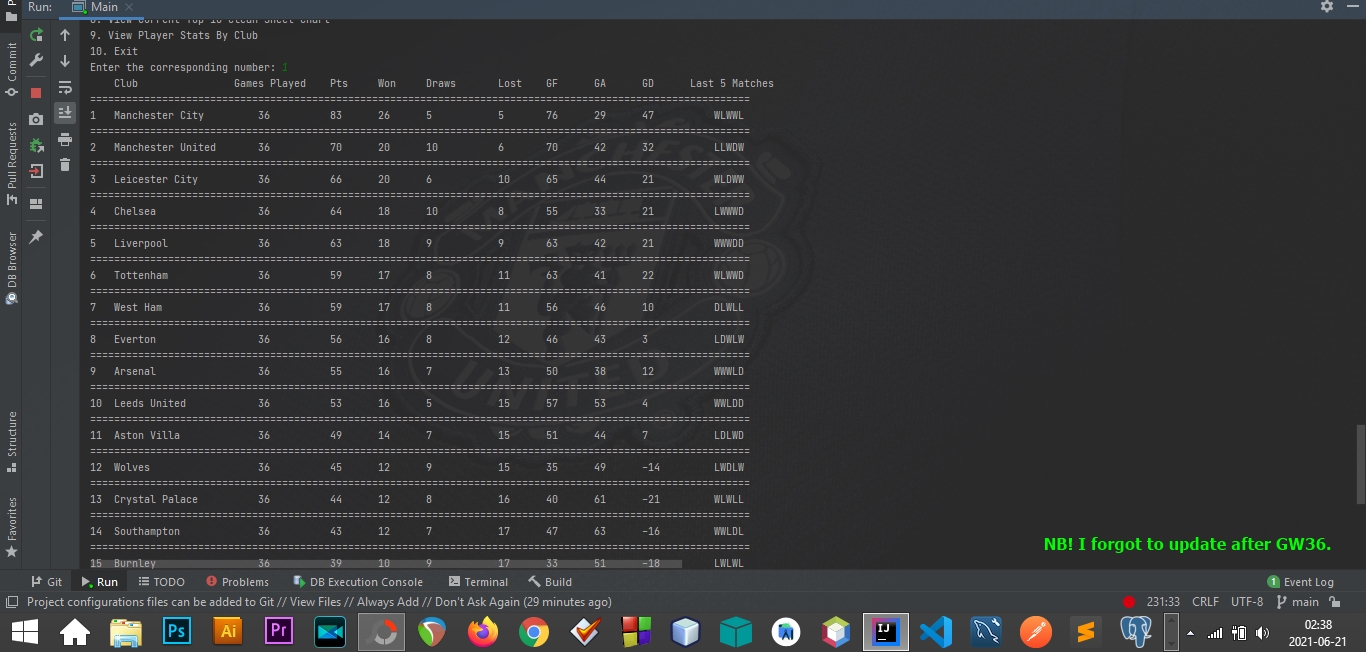 Run: Main
8. View Current Top 10 Clean Sheet Chart
9. View Player Stats By Club
10. Exit
Enter the corresponding number: 1
Club Games Played Pts Won Draws Lost GF GA GD Last 5 Matches
1 Manchester City 36 83 26 5 5 76 29 47 WLWWL
2 Manchester United 36 70 20 10 6 70 42 32 LLWDW
3 Leicester City 36 66 20 6 10 65 44 21 WLDWW
4 Chelsea 36 64 18 10 8 55 33 21 LWWWD
5 Liverpool 36 63 18 9 9 63 42 21 WWWDD
6 Tottenham 36 59 17 8 11 63 41 22 WLWWD
7 West Ham 36 59 17 8 11 56 46 10 DLWLL
8 Everton 36 56 16 8 12 46 43 3 LDWLW
9 Arsenal 36 55 16 7 13 50 38 12 WWWLD
10 Leeds United 36 53 16 5 15 57 53 4 WWLDD
11 Aston Villa 36 49 14 7 15 51 44 7 LDLWD
12 Wolves 36 45 12 9 15 35 49 -14 LWDLW
13 Crystal Palace 36 44 12 8 16 40 61 -21 WLWLL
14 Southampton 36 43 12 7 17 47 63 -16 WWLDL
15 Burnley 36 39 10 9 17 33 51 -18 LWLWL
MANCHESTER
UNITED
NB! I forgot to update after GW36.
Commit
Pull Requests
DB Browser
Structure
Favorites
Git Run TODO Problems DB Execution Console Terminal Build 1 Event Log
Project configurations files can be added to Git // View Files // Always Add // Don't Ask Again (29 minutes ago) 231:33 CRLF UTF-8 main
Ps Ai Pr IJ S 02:38
2021-06-21